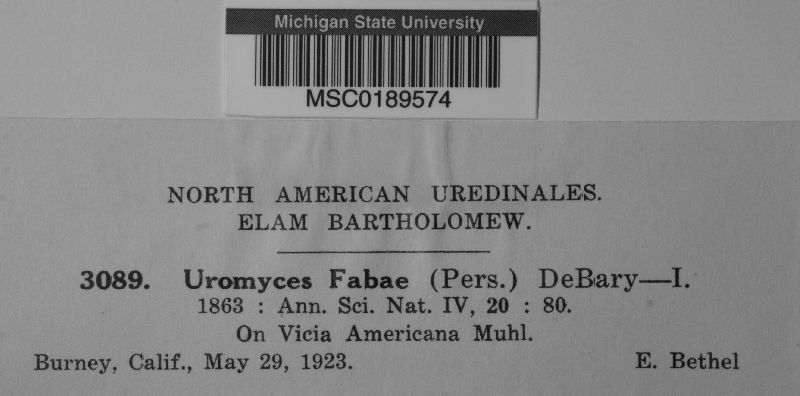 Michigan State University
MSC0189574
NORTH AMERICAN UREDINALES.
ELAM BARTHOLOMEW.
3089. Uromyces Fabae (Pers.) DeBary—I.
1863 : Ann. Sci. Nat. IV, 20 : 80.
On Vicia Americana Muhl.
Burney, Calif., May 29, 1923. E. Bethel